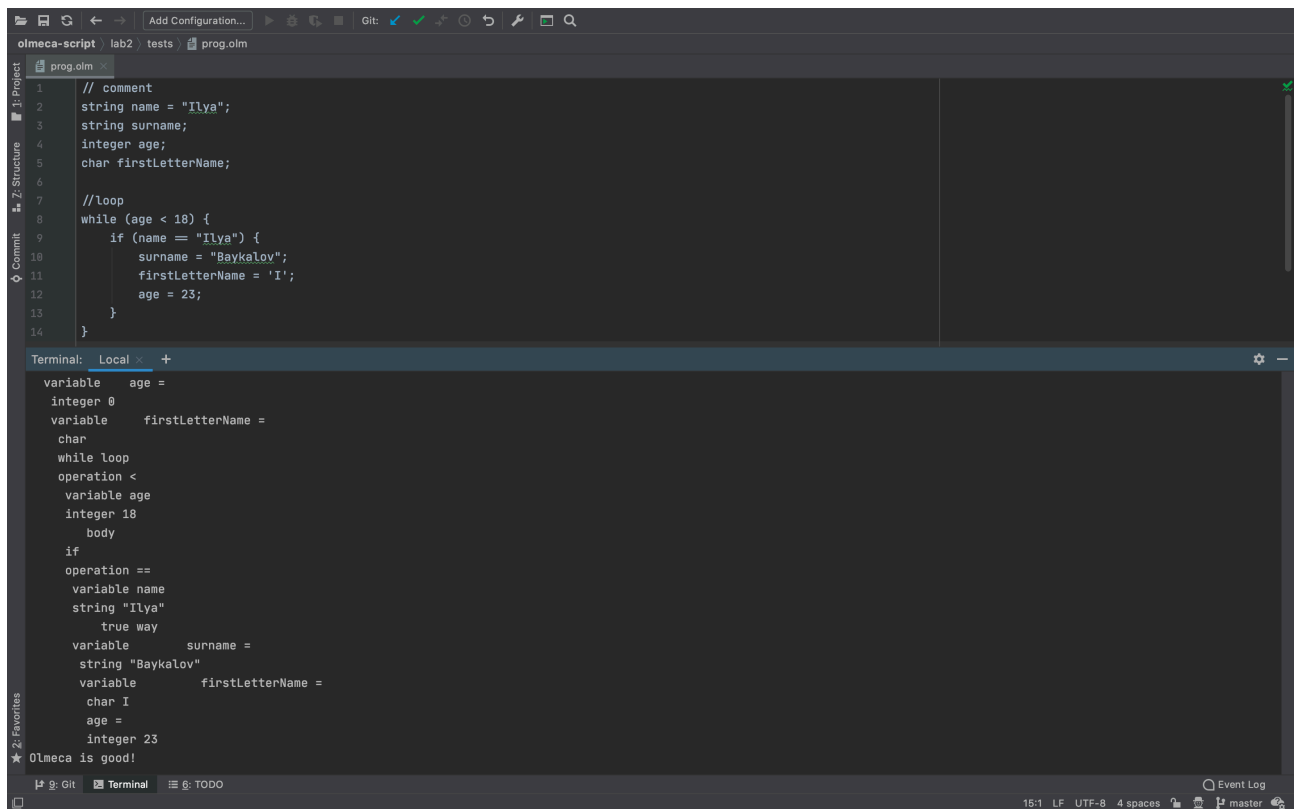 Add Configuration... Git:
olmeca-script lab2 tests prog.olm
1: Project
Z: Structure
Commit
2: Favorites
prog.olm
1 // comment
2 string name = "Ilya";
3 string surname;
4 integer age;
5 char firstLetterName;
6
7 //loop
8 while (age < 18) {
9 if (name == "Ilya") {
10 surname = "Baykalov";
11 firstLetterName = 'I';
12 age = 23;
13 }
14 }
Terminal: Local +
variable age =
integer 0
variable firstLetterName =
char
while loop
operation <
variable age
integer 18
body
if
operation ==
variable name
string "Ilya"
true way
variable surname =
string "Baykalov"
variable firstLetterName =
char I
age =
integer 23
Olmeca is good!
9: Git Terminal 6: TODO Event Log
15:1 LF UTF-8 4 spaces master